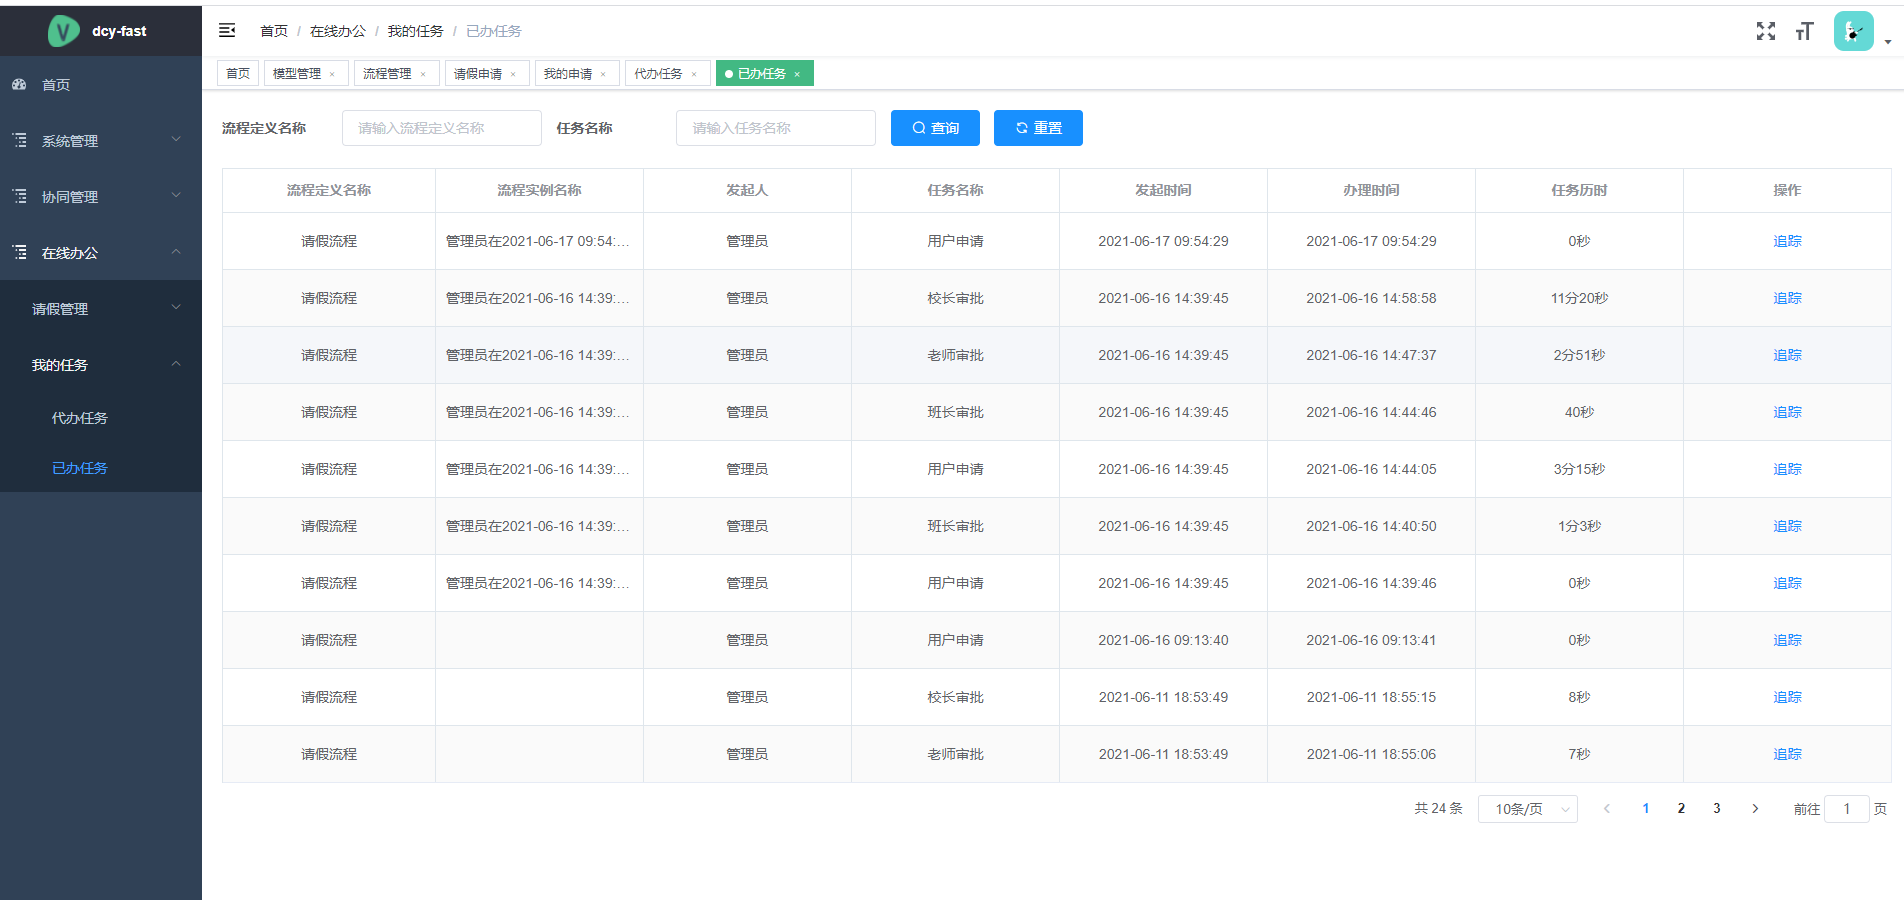 dcy-fast
首页
系统管理
协同管理
在线办公
请假管理
我的任务
代办任务
已办任务
首页 / 在线办公 / 我的任务 / 已办任务
首页 模型管理 × 流程管理 × 请假申请 × 我的申请 × 代办任务 × 已办任务 ×
流程定义名称 请输入流程定义名称 任务名称 请输入任务名称 查询 重置
流程定义名称 流程实例名称 发起人 任务名称 发起时间 办理时间 任务历时 操作
请假流程 管理员在2021-06-17 09:54:... 管理员 用户申请 2021-06-17 09:54:29 2021-06-17 09:54:29 0秒 追踪
请假流程 管理员在2021-06-16 14:39:... 管理员 校长审批 2021-06-16 14:39:45 2021-06-16 14:58:58 11分20秒 追踪
请假流程 管理员在2021-06-16 14:39:... 管理员 老师审批 2021-06-16 14:39:45 2021-06-16 14:47:37 2分51秒 追踪
请假流程 管理员在2021-06-16 14:39:... 管理员 班长审批 2021-06-16 14:39:45 2021-06-16 14:44:46 40秒 追踪
请假流程 管理员在2021-06-16 14:39:... 管理员 用户申请 2021-06-16 14:39:45 2021-06-16 14:44:05 3分15秒 追踪
请假流程 管理员在2021-06-16 14:39:... 管理员 班长审批 2021-06-16 14:39:45 2021-06-16 14:40:50 1分3秒 追踪
请假流程 管理员在2021-06-16 14:39:... 管理员 用户申请 2021-06-16 14:39:45 2021-06-16 14:39:46 0秒 追踪
请假流程 管理员 用户申请 2021-06-16 09:13:40 2021-06-16 09:13:41 0秒 追踪
请假流程 管理员 校长审批 2021-06-11 18:53:49 2021-06-11 18:55:15 8秒 追踪
请假流程 管理员 老师审批 2021-06-11 18:53:49 2021-06-11 18:55:06 7秒 追踪
共 24 条 10条/页 < 1 2 3 > 前往 1 页